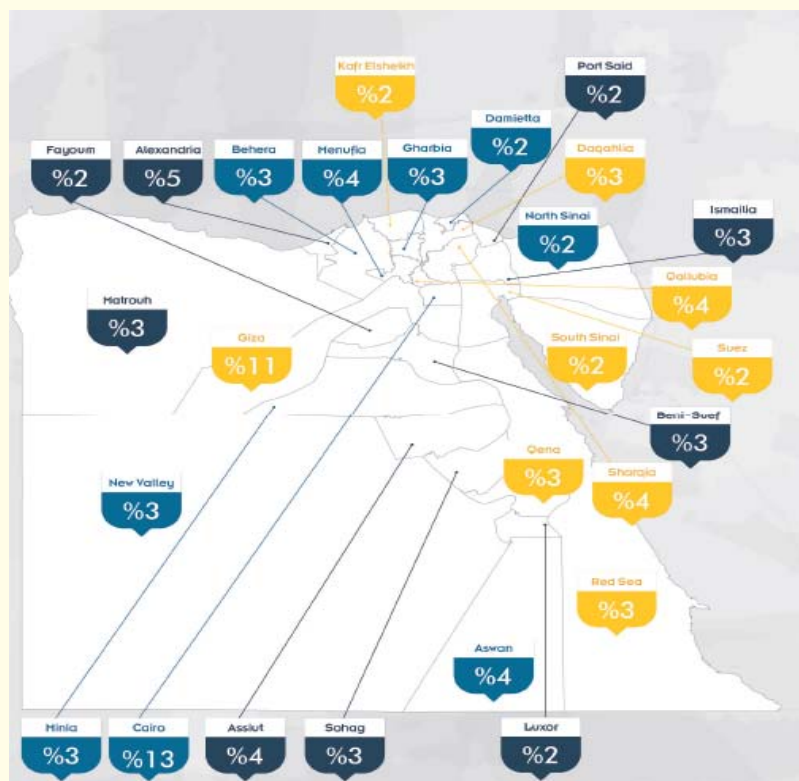 Kafr Elsheikh
%2
Port Said
%2
Damietta
%2
Fayoum
%2
Alexandria
%5
Behera
%3
Menufia
%4
Gharbia
%3
Daqahlia
%3
North Sinai
%2
Ismailia
%3
Qaliubia
%4
Matrouh
%3
Giza
%11
South Sinai
%2
Suez
%2
Beni-Suef
%3
New Valley
%3
Qena
%3
Sharqia
%4
Red Sea
%3
Aswan
%4
Minia
%3
Cairo
%13
Assiut
%4
Sohag
%3
Luxor
%2